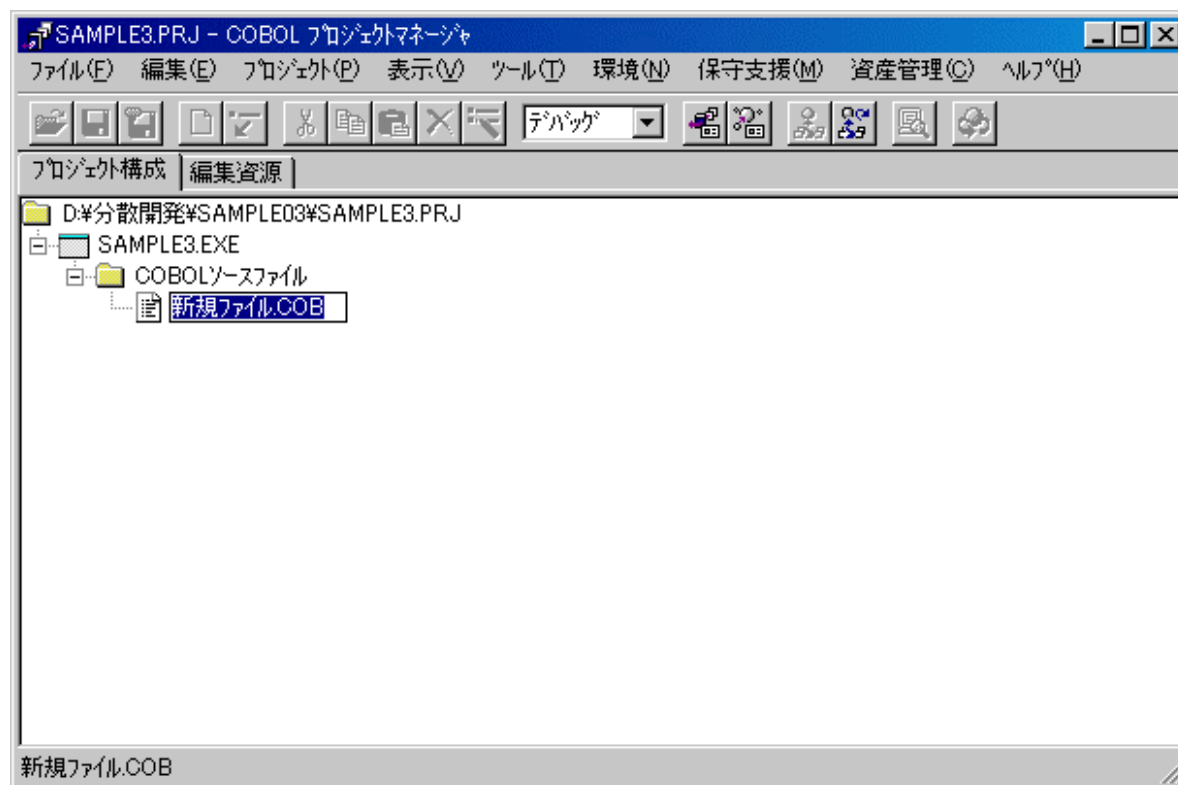 SAMPLE3.PRJ - COBOL プロジェクトマネージャ
ファイル(F) 編集(E) プロジェクト(P) 表示(V) ツール(T) 環境(N) 保守支援(M) 資産管理(C) ヘルプ(H)
デバッグ
プロジェクト構成 編集資源
D:¥分散開発¥SAMPLE03¥SAMPLE3.PRJ
SAMPLE3.EXE
COBOLソースファイル
新規ファイル.COB
新規ファイル.COB